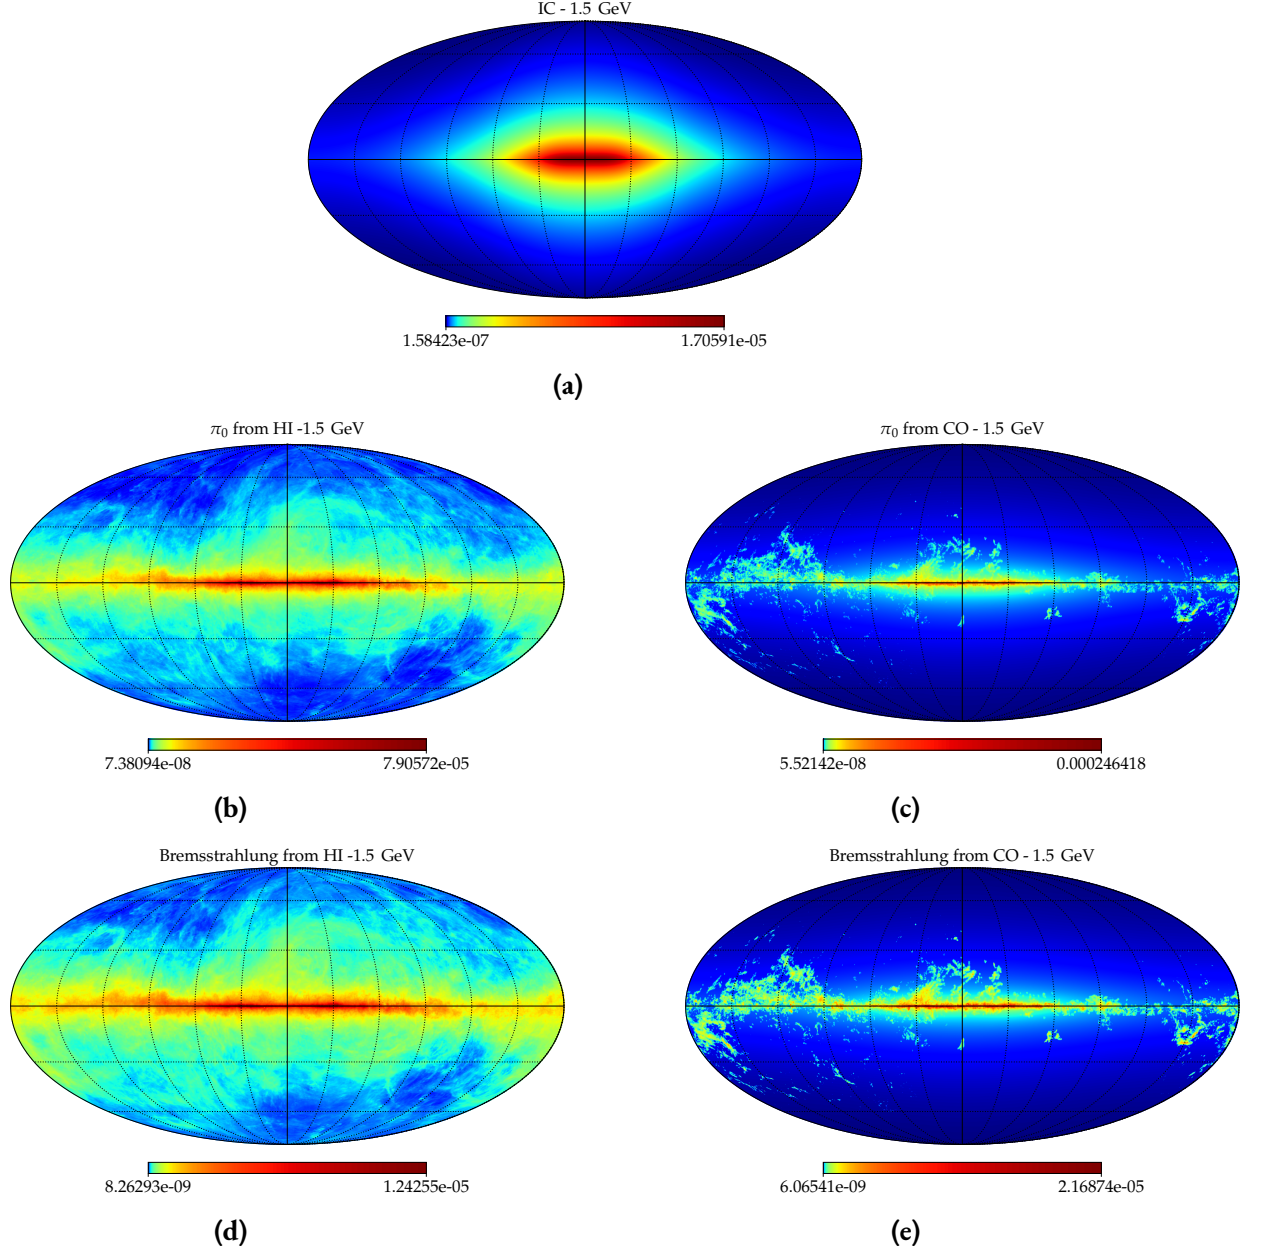 IC - 1.5 GeV
1.58423e-07 1.70591e-05
(a)
π₀ from HI -1.5 GeV
7.38094e-08 7.90572e-05
(b)
π₀ from CO - 1.5 GeV
5.52142e-08 0.000246418
(c)
Bremsstrahlung from HI -1.5 GeV
8.26293e-09 1.24255e-05
(d)
Bremsstrahlung from CO - 1.5 GeV
6.06541e-09 2.16874e-05
(e)